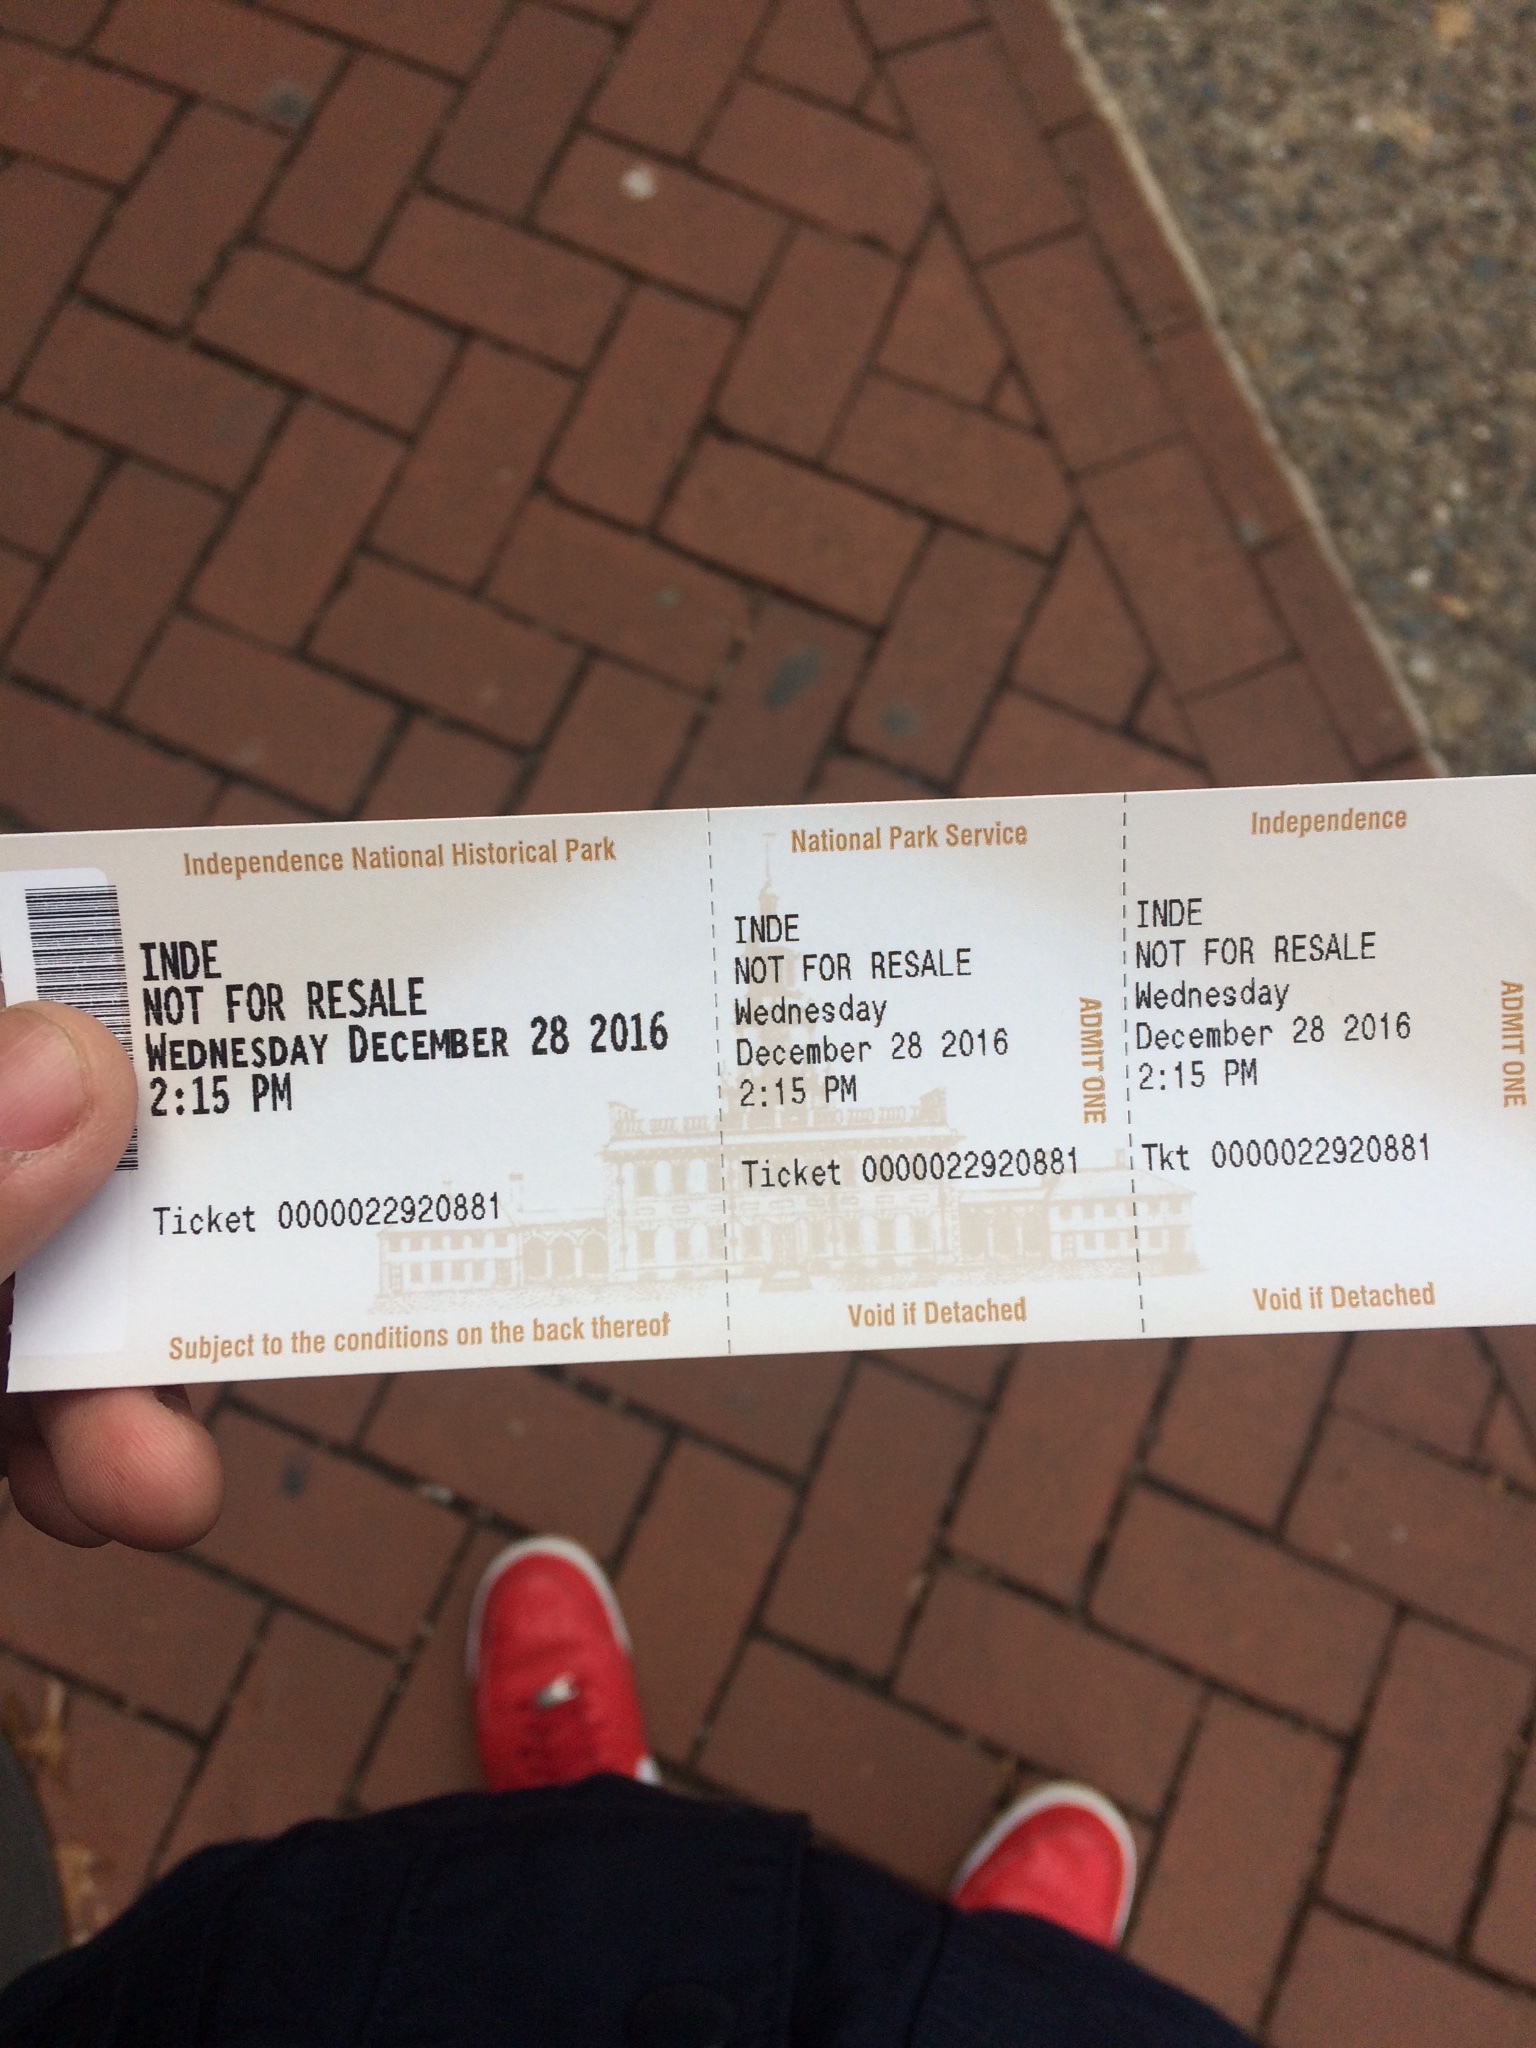 Independence National Historical Park
INDE
NOT FOR RESALE
WEDNESDAY DECEMBER 28 2016
2:15 PM
Ticket 0000022920881
Subject to the conditions on the back thereof
National Park Service
INDE
NOT FOR RESALE
Wednesday
December 28 2016
2:15 PM
Ticket 0000022920881
Void if Detached
ADMIT ONE
Independence
INDE
NOT FOR RESALE
Wednesday
December 28 2016
2:15 PM
Tkt 0000022920881
Void if Detached
ADMIT ONE